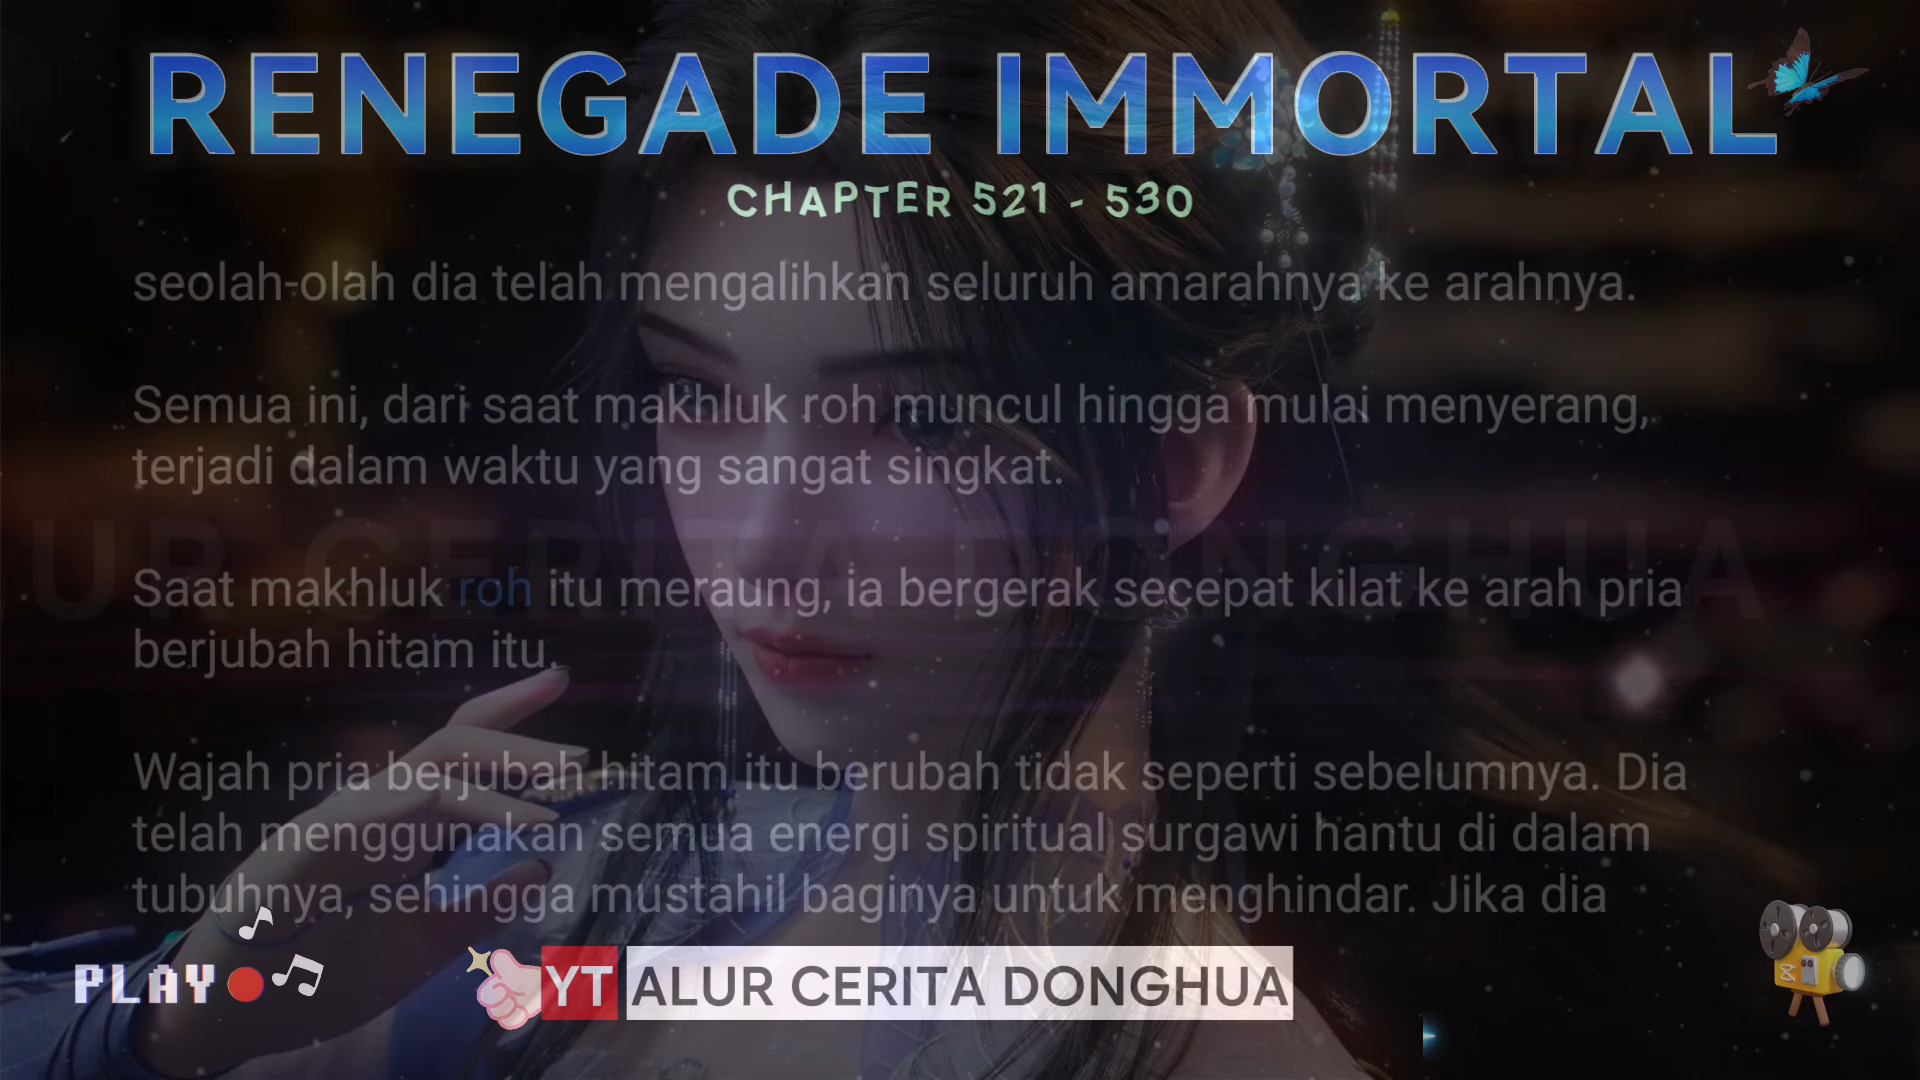 RENEGADE IMMORTAL
CHAPTER 521 - 530
seolah-olah dia telah mengalihkan seluruh amarahnya ke arahnya.
Semua ini, dari saat makhluk roh muncul hingga mulai menyerang,
terjadi dalam waktu yang sangat singkat.
UR CERITA DONGHUA
Saat makhluk roh itu meraung, ia bergerak secepat kilat ke arah pria
berjubah hitam itu.
Wajah pria berjubah hitam itu berubah tidak seperti sebelumnya. Dia
telah menggunakan semua energi spiritual surgawi hantu di dalam
tubuhnya, sehingga mustahil baginya untuk menghindar. Jika dia
PLAY
YT ALUR CERITA DONGHUA